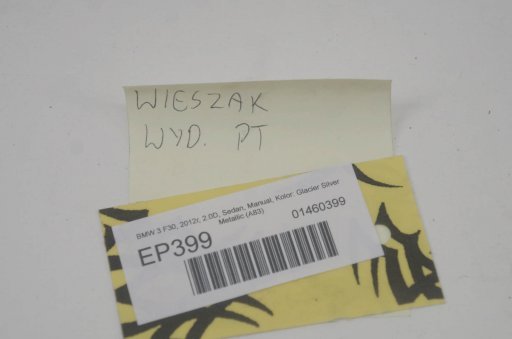 WIESZAK
WYD. PT
BMW 3 F30, 2012r, 2.0D, Sedan, Manual, Kolor: Glacier Silver
Metallic (A83)
01460399
EP399